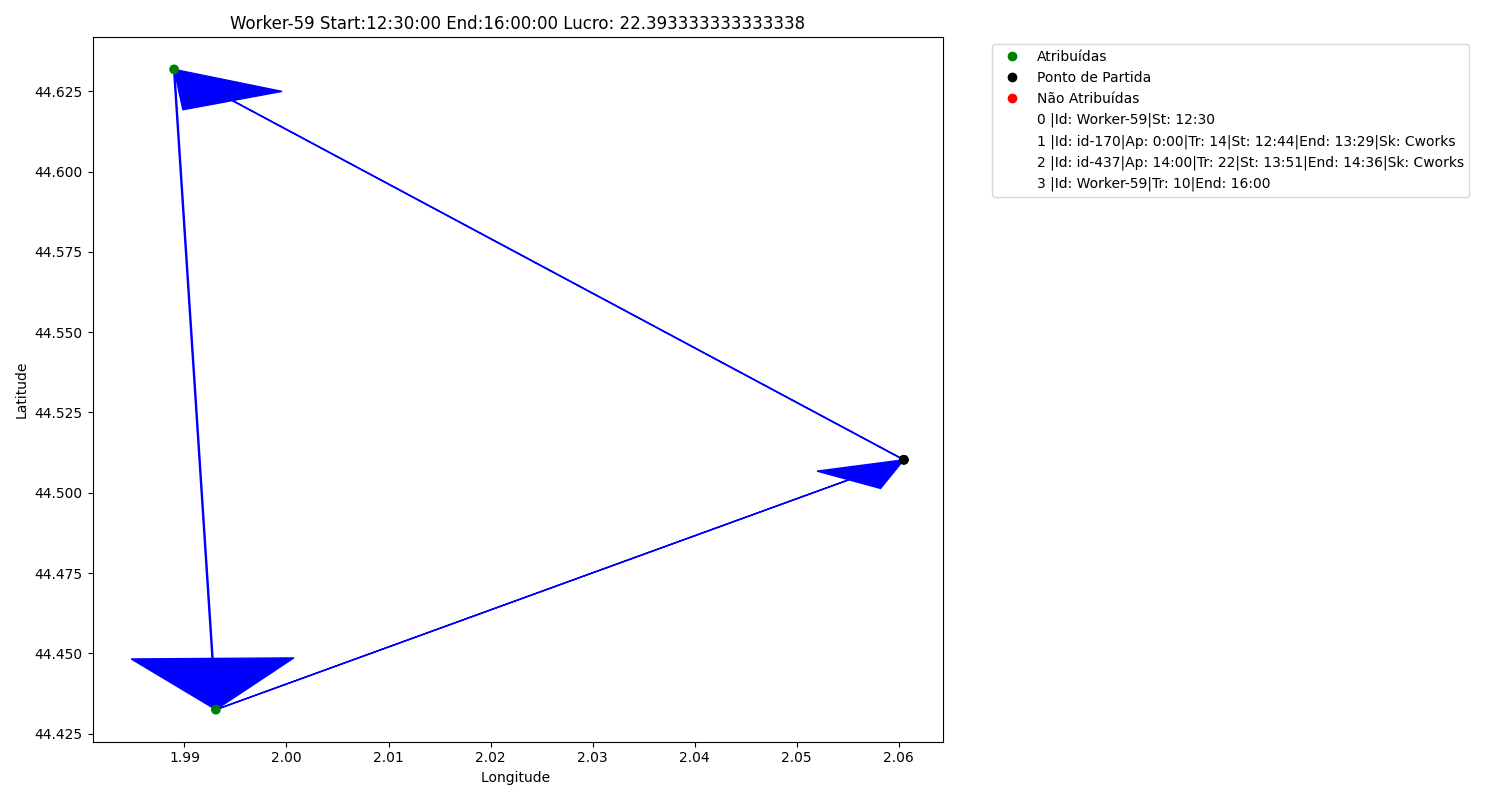 Worker-59 Start:12:30:00 End:16:00:00 Lucro: 22.393333333333338
Atribuídas
Ponto de Partida
Não Atribuídas
0 |Id: Worker-59|St: 12:30
1 |Id: id-170|Ap: 0:00|Tr: 14|St: 12:44|End: 13:29|Sk: Cworks
2 |Id: id-437|Ap: 14:00|Tr: 22|St: 13:51|End: 14:36|Sk: Cworks
3 |Id: Worker-59|Tr: 10|End: 16:00
Latitude
44.625
44.600
44.575
44.550
44.525
44.500
44.475
44.450
44.425
1.99
2.00
2.01
2.02
2.03
2.04
2.05
2.06
Longitude